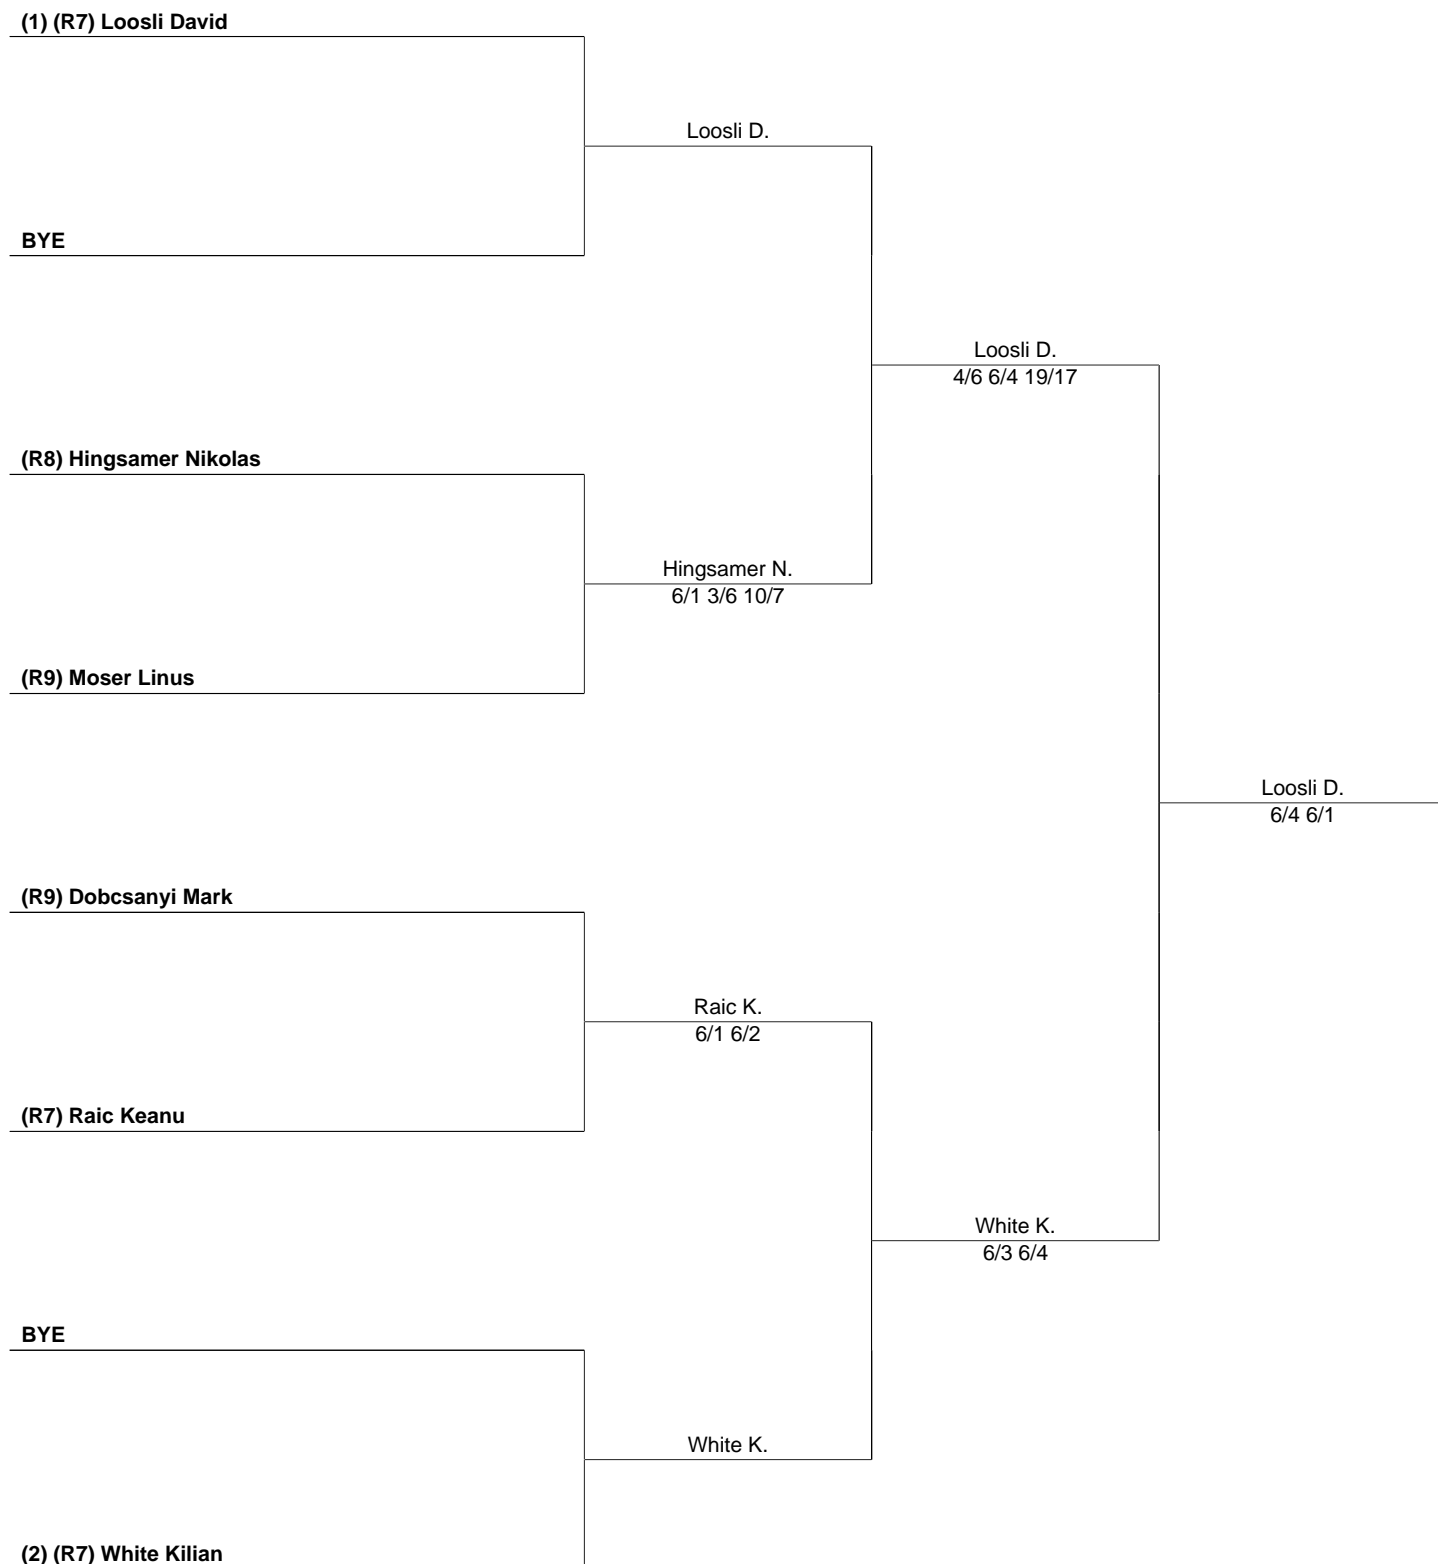 (1) (R7) Loosli David
Loosli D.
BYE
Loosli D.
4/6 6/4 19/17
(R8) Hingsamer Nikolas
Hingsamer N.
6/1 3/6 10/7
(R9) Moser Linus
Loosli D.
6/4 6/1
(R9) Dobcsanyi Mark
Raic K.
6/1 6/2
(R7) Raic Keanu
White K.
6/3 6/4
BYE
White K.
(2) (R7) White Kilian